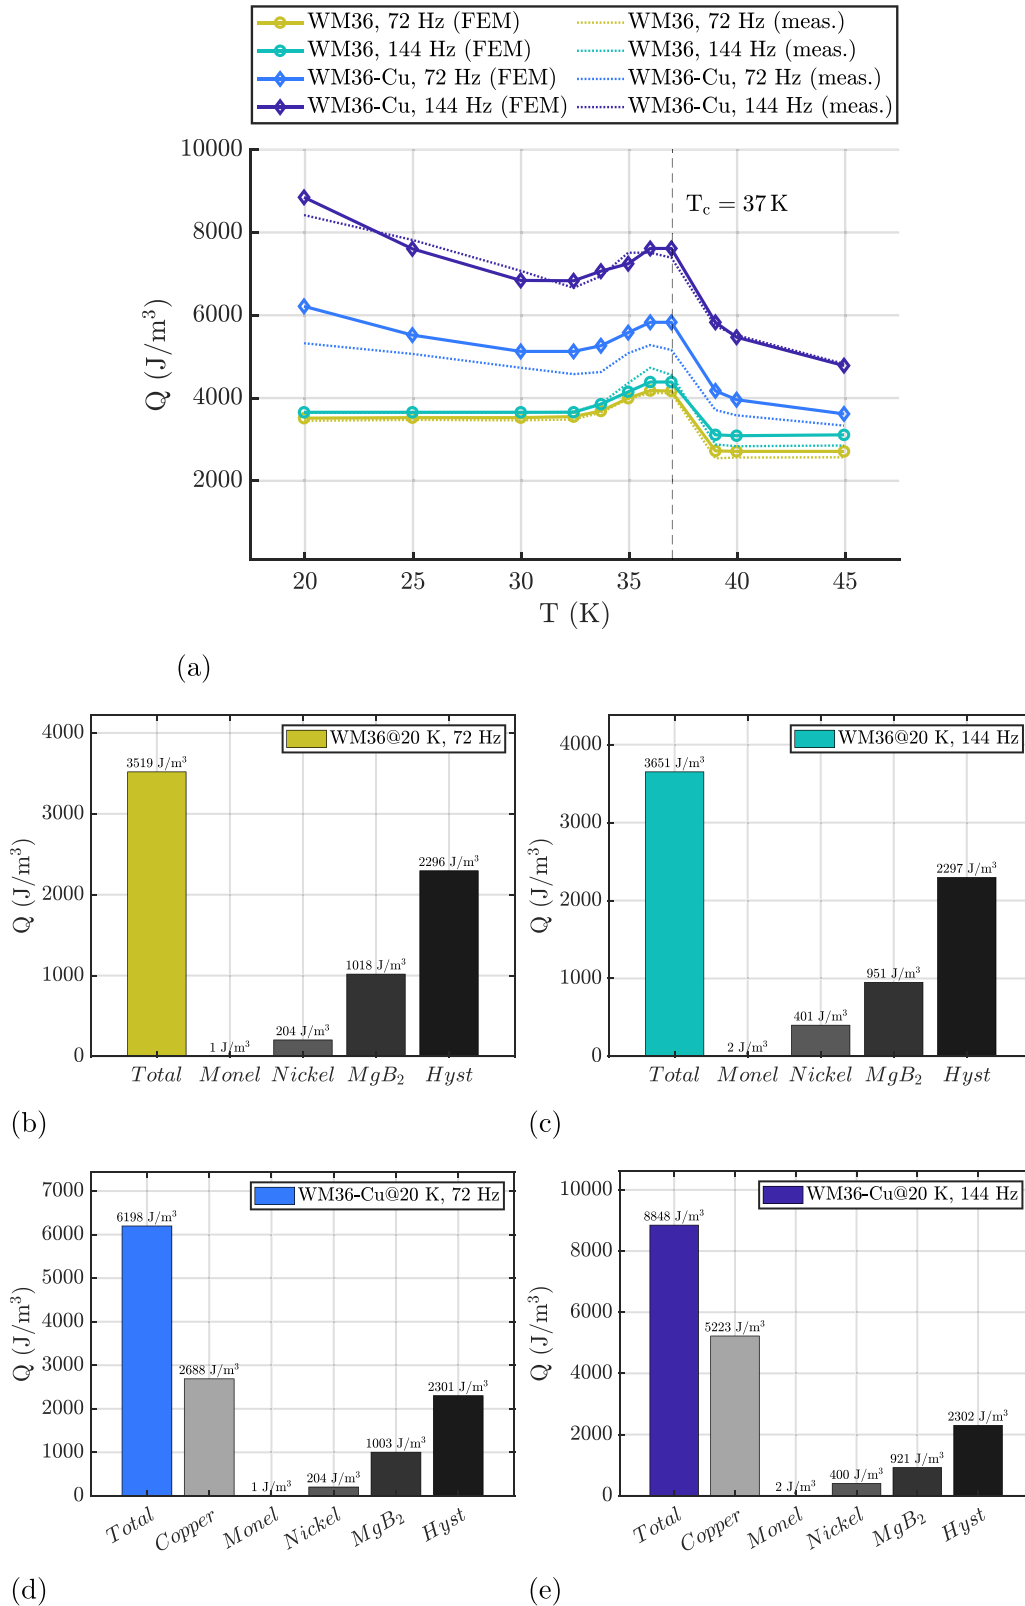 WM36, 72 Hz (FEM) WM36, 72 Hz (meas.)
WM36, 144 Hz (FEM) WM36, 144 Hz (meas.)
WM36-Cu, 72 Hz (FEM) WM36-Cu, 72 Hz (meas.)
WM36-Cu, 144 Hz (FEM) WM36-Cu, 144 Hz (meas.)
10000
8000
6000
4000
2000
Q (J/m³)
T_c = 37 K
20 25 30 35 40 45
T (K)
(a)
WM36@20 K, 72 Hz
4000
3000
2000
1000
0
Q (J/m³)
3519 J/m³
1 J/m³
204 J/m³
1018 J/m³
2296 J/m³
Total Monel Nickel MgB₂ Hyst
(b)
WM36@20 K, 144 Hz
4000
3000
2000
1000
0
Q (J/m³)
3651 J/m³
2 J/m³
401 J/m³
951 J/m³
2297 J/m³
Total Monel Nickel MgB₂ Hyst
(c)
WM36-Cu@20 K, 72 Hz
7000
6000
5000
4000
3000
2000
1000
0
Q (J/m³)
6198 J/m³
2688 J/m³
1 J/m³
204 J/m³
1003 J/m³
2301 J/m³
Total Copper Monel Nickel MgB₂ Hyst
(d)
WM36-Cu@20 K, 144 Hz
10000
8000
6000
4000
2000
0
Q (J/m³)
8848 J/m³
5223 J/m³
2 J/m³
400 J/m³
921 J/m³
2302 J/m³
Total Copper Monel Nickel MgB₂ Hyst
(e)